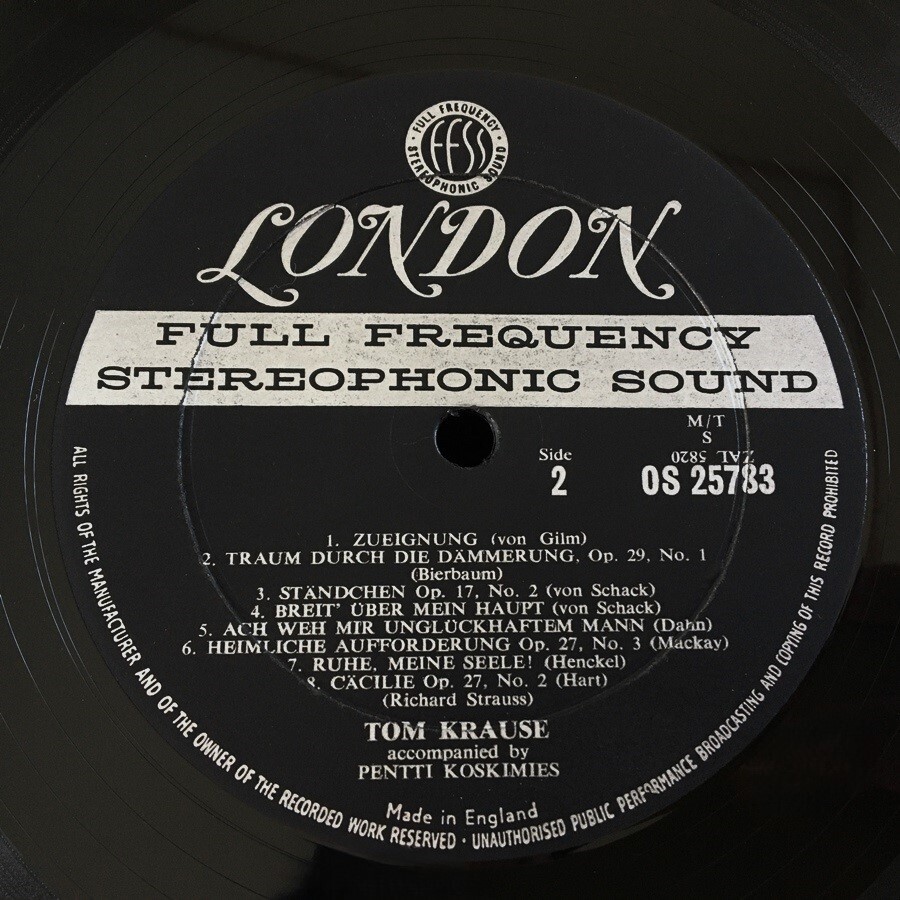 · FULL FREQUENCY ·
FFSS
STEREOPHONIC SOUND
LONDON
FULL FREQUENCY
STEREOPHONIC SOUND
M/T
S
ZAL 5820
Side
2
OS 25783
1. ZUEIGNUNG (von Gilm)
2. TRAUM DURCH DIE DÄMMERUNG, Op. 29, No. 1
(Bierbaum)
3. STÄNDCHEN Op. 17, No. 2 (von Schack)
4. BREIT' ÜBER MEIN HAUPT (von Schack)
5. ACH WEH MIR UNGLÜCKHAFTEM MANN (Dahn)
6. HEIMLICHE AUFFORDERUNG Op. 27, No. 3 (Mackay)
7. RUHE, MEINE SEELE! (Henckel)
8. CÄCILIE Op. 27, No. 2 (Hart)
(Richard Strauss)
TOM KRAUSE
accompanied by
PENTTI KOSKIMIES
Made in England
ALL RIGHTS OF THE MANUFACTURER AND OF THE OWNER OF THE RECORDED WORK RESERVED · UNAUTHORISED PUBLIC PERFORMANCE BROADCASTING AND COPYING OF THIS RECORD PROHIBITED